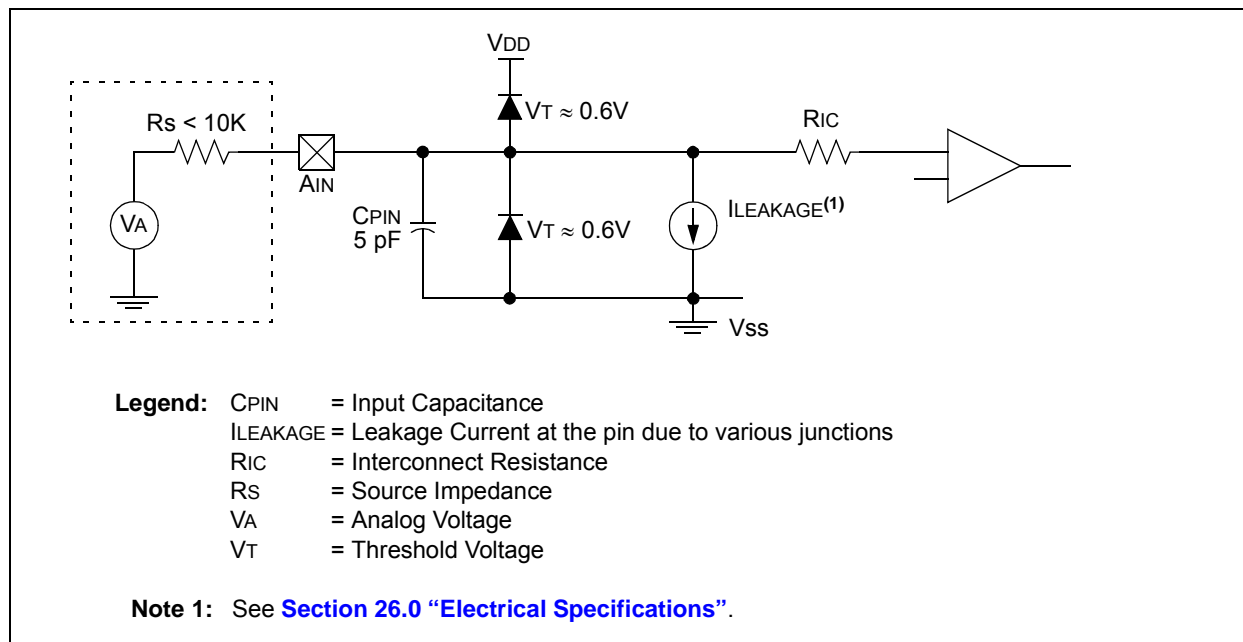 VDD
Rs < 10K
VT ≈ 0.6V
RIC
AIN
VA
CPIN
5 pF
VT ≈ 0.6V
ILEAKAGE(1)
Vss
Legend: CPIN = Input Capacitance
ILEAKAGE = Leakage Current at the pin due to various junctions
RIC = Interconnect Resistance
RS = Source Impedance
VA = Analog Voltage
VT = Threshold Voltage
Note 1: See Section 26.0 “Electrical Specifications”.